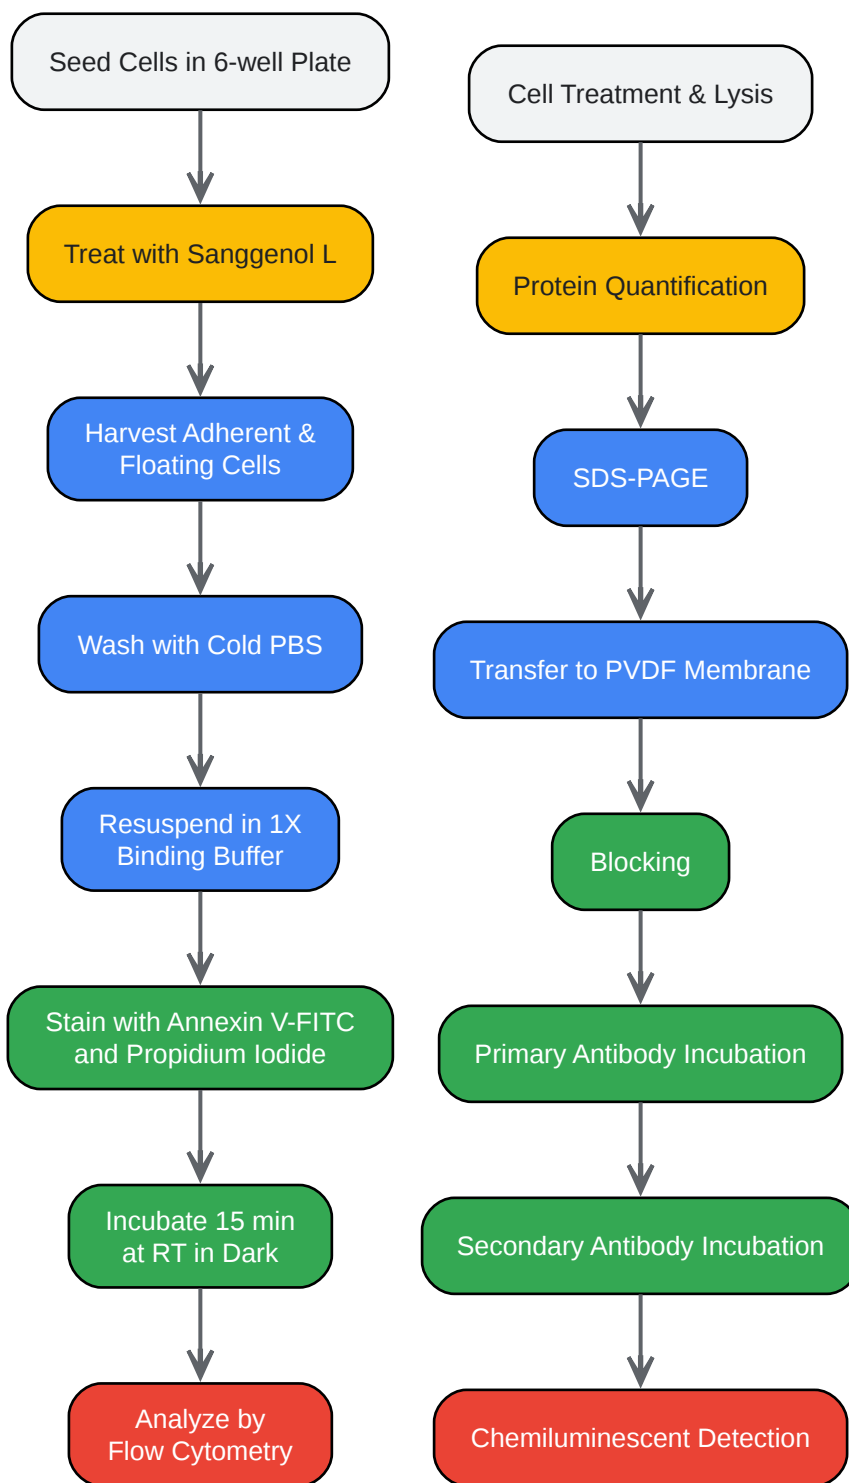 Seed Cells in 6-well Plate
Treat with Sanggenol L
Harvest Adherent &
Floating Cells
Wash with Cold PBS
Resuspend in 1X
Binding Buffer
Stain with Annexin V-FITC
and Propidium Iodide
Incubate 15 min
at RT in Dark
Analyze by
Flow Cytometry
Cell Treatment & Lysis
Protein Quantification
SDS-PAGE
Transfer to PVDF Membrane
Blocking
Primary Antibody Incubation
Secondary Antibody Incubation
Chemiluminescent Detection